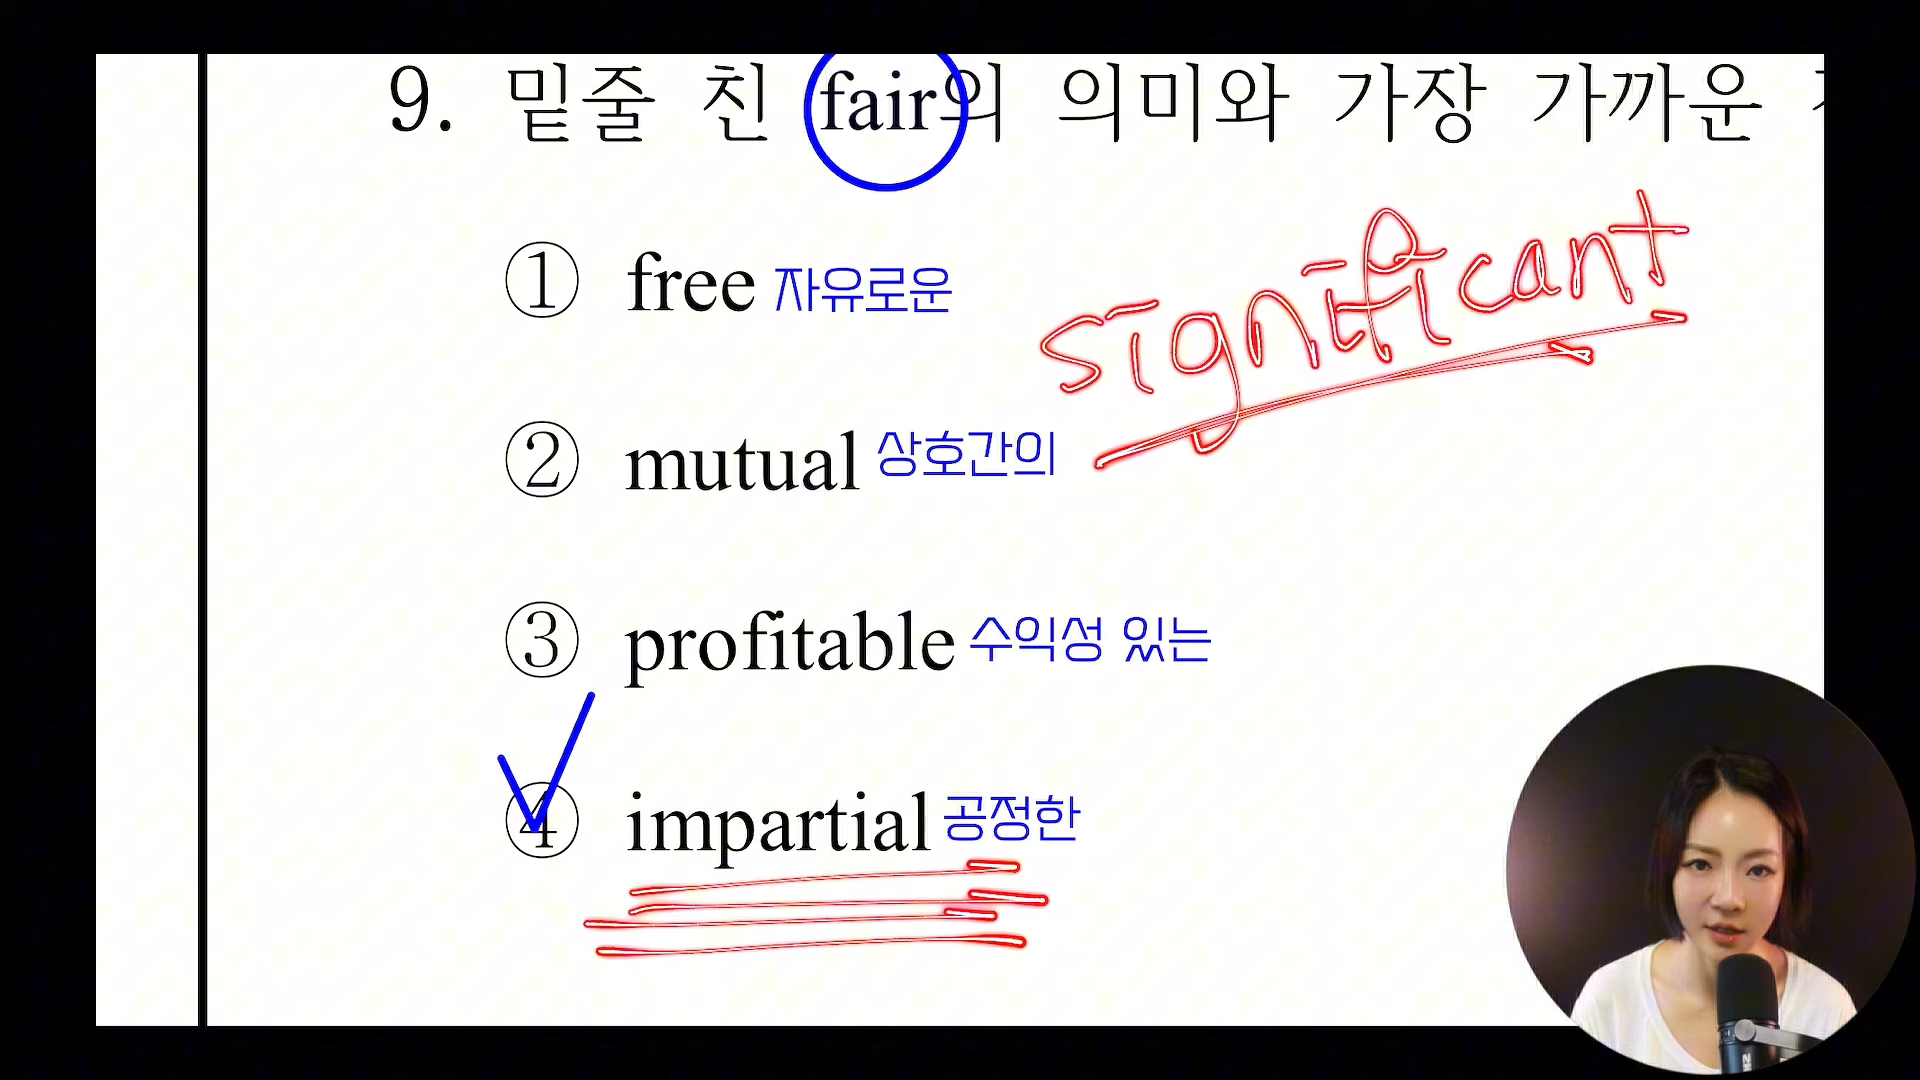 9. 밑줄 친 fair의 의미와 가장 가까운
① free 자유로운
significant
② mutual 상호간의
③ profitable 수익성 있는
④ impartial 공정한